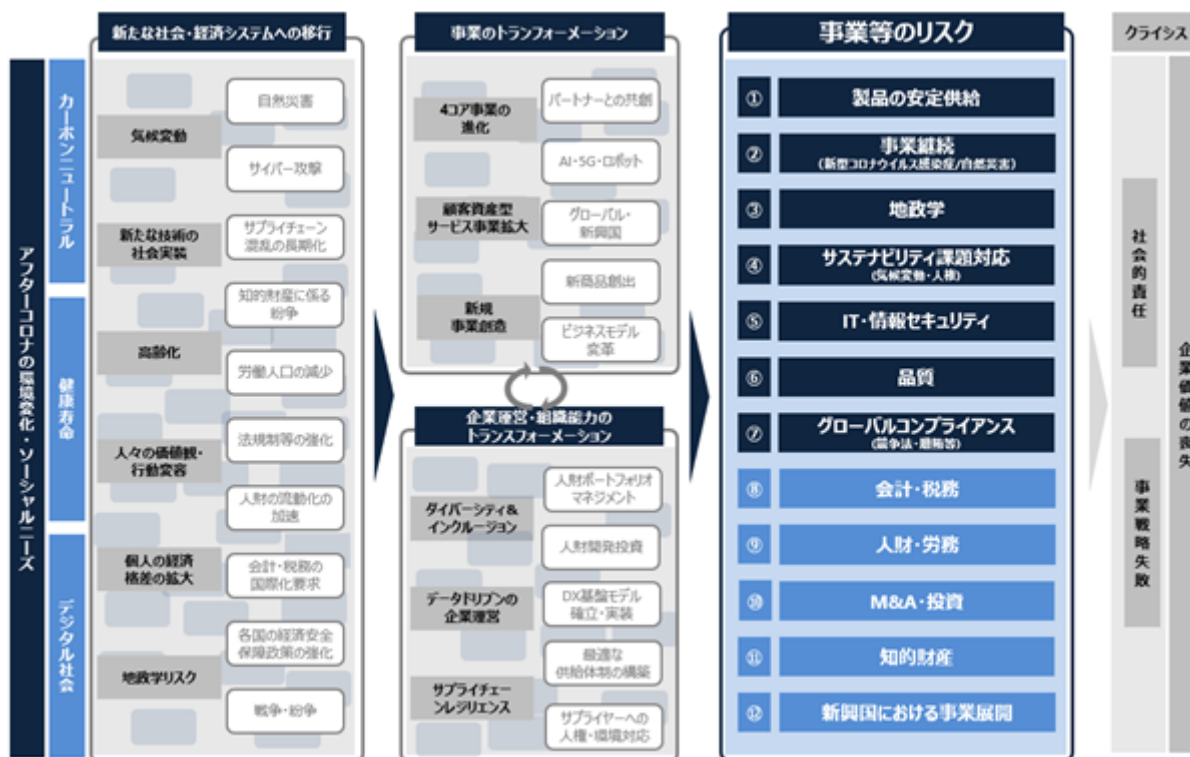 新たな社会・経済システムへの移行
アフターコロナの環境変化・ソーシャルニーズ
カーボンニュートラル
健康寿命
デジタル社会
気候変動
新たな技術の
社会実装
高齢化
人々の価値観・
行動変容
個人の経済
格差の拡大
地政学リスク
自然災害
サイバー攻撃
サプライチェーン
混乱の長期化
知的財産に係る
紛争
労働人口の減少
法規制等の強化
人財の流動化の
加速
会計・税務の
国際化要求
各国の経済安全
保障政策の強化
戦争・紛争
事業のトランフォーメーション
4コア事業の
進化
顧客資産型
サービス事業拡大
新規
事業創造
パートナーとの共創
AI・5G・ロボット
グローバル・
新興国
新商品創出
ビジネスモデル
変革
企業運営・組織能力の
トランスフォーメーション
ダイバーシティ&
インクルージョン
データドリブンの
企業運営
サプライチェー
ンレジリエンス
人財ポートフォリオ
マネジメント
人財開発投資
DX基盤モデル
確立・実装
最適な
供給体制の構築
サプライヤーへの
人権・環境対応
事業等のリスク
① 製品の安定供給
② 事業継続
(新型コロナウイルス感染症/自然災害)
③ 地政学
④ サステナビリティ課題対応
(気候変動・人権)
⑤ IT・情報セキュリティ
⑥ 品質
⑦ グローバルコンプライアンス
(競争法・贈賄等)
⑧ 会計・税務
⑨ 人財・労務
⑩ M&A・投資
⑪ 知的財産
⑫ 新興国における事業展開
クライシス
社会的責任
事業戦略失敗
企業価値の喪失